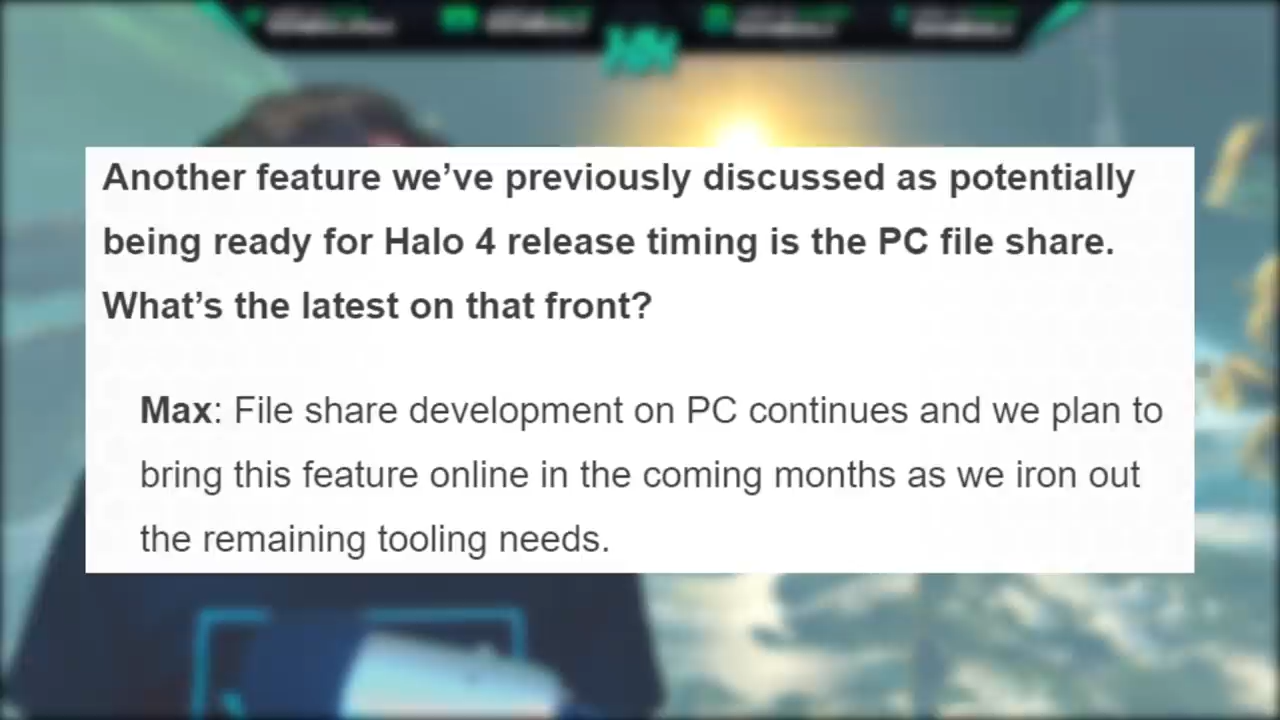 Another feature we’ve previously discussed as potentially
being ready for Halo 4 release timing is the PC file share.
What’s the latest on that front?
Max: File share development on PC continues and we plan to
bring this feature online in the coming months as we iron out
the remaining tooling needs.